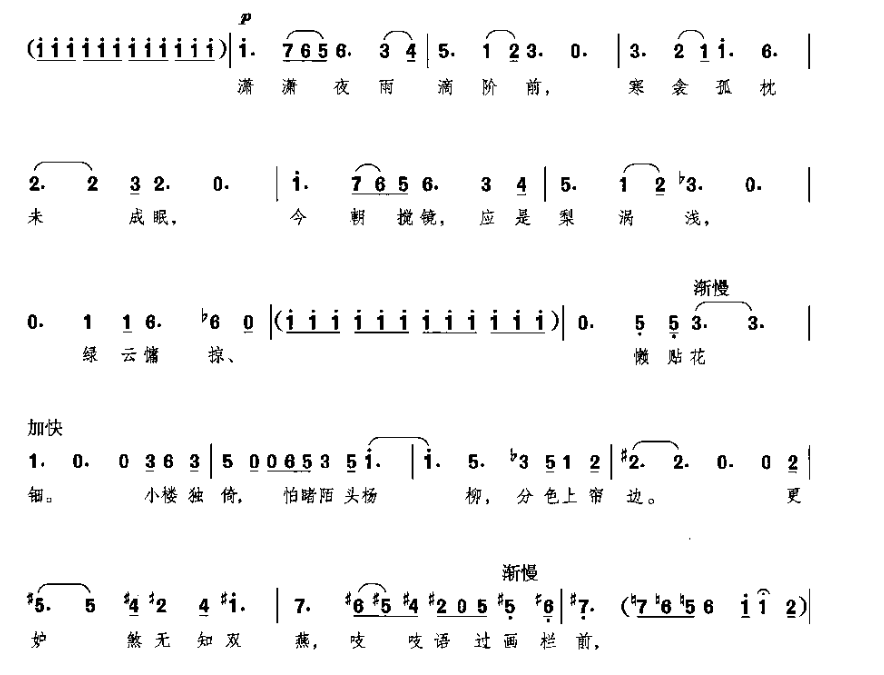 p
(i i i i i i i i i i i i)| i. 7 6 5 6. 3 4 | 5. 1 2 3. 0. | 3. 2 1 i. 6. |
潇 潇 夜 雨 滴 阶 前， 寒 衾 孤 枕
2. 2 3 2. 0. | i. 7 6 5 6. 3 4 | 5. 1 2 ♭3. 0. |
未 成 眠， 今 朝 搅 镜， 应 是 梨 涡 浅，
渐慢
0. 1 1 6. ♭6 0 |(i i i i i i i i i i i i)| 0. 5 5 3. 3. |
绿 云 慵 掠、 懒 贴 花
加快
1. 0. 0 3 6 3 | 5 0 0 6 5 3 5 i. | i. 5. ♭3 5 1 2 | ♯2. 2. 0. 0 2
钿。 小 楼 独 倚， 怕 睹 陌 头 杨 柳， 分 色 上 帘 边。 更
渐慢
♯5. 5 ♯4 ♯2 4 ♯i. | 7. ♯6 ♯5 ♯4 ♯2 0 5 ♯5 ♯6 | ♯7. (♮7 ♮6 ♮5 6 i 1 2)|
妒 煞 无 知 双 燕， 吱 吱 语 过 画 栏 前，